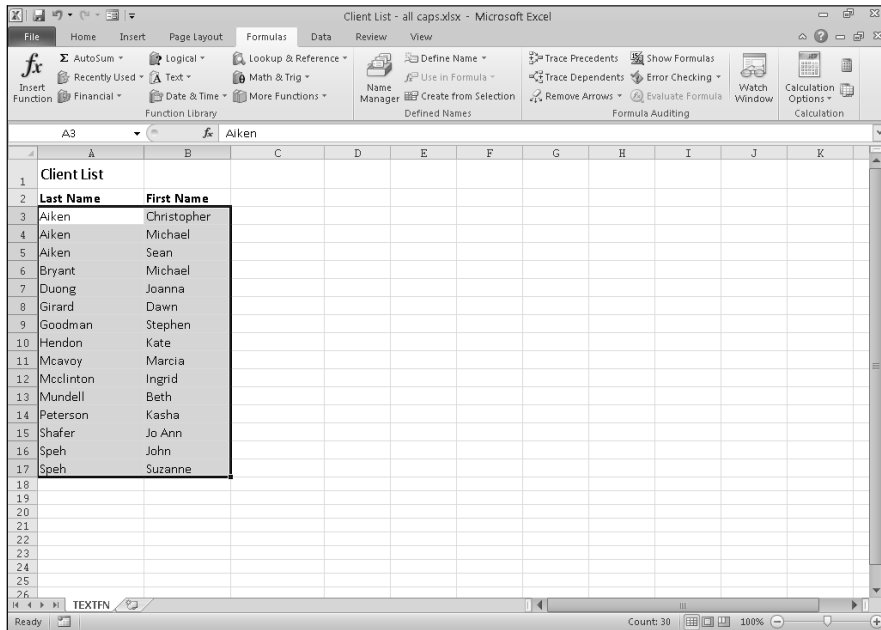 Client List - all caps.xlsx - Microsoft Excel
File Home Insert Page Layout Formulas Data Review View
Insert Function
Σ AutoSum
Recently Used
Financial
Logical
Text
Date & Time
Lookup & Reference
Math & Trig
More Functions
Function Library
Name Manager
Define Name
Use in Formula
Create from Selection
Defined Names
Trace Precedents
Trace Dependents
Remove Arrows
Show Formulas
Error Checking
Evaluate Formula
Formula Auditing
Watch Window
Calculation Options
Calculation
A3 fx Aiken
A B C D E F G H I J K
1 Client List
2 Last Name First Name
3 Aiken Christopher
4 Aiken Michael
5 Aiken Sean
6 Bryant Michael
7 Duong Joanna
8 Girard Dawn
9 Goodman Stephen
10 Hendon Kate
11 Mcavoy Marcia
12 Mcclinton Ingrid
13 Mundell Beth
14 Peterson Kasha
15 Shafer Jo Ann
16 Speh John
17 Speh Suzanne
18
19
20
21
22
23
24
25
26
TEXTFN
Ready Count: 30 100%